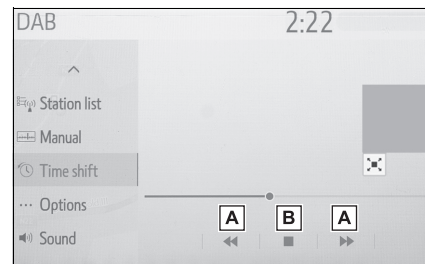 DAB 2:22
Station list
Manual
Time shift
Options
A B A
Sound